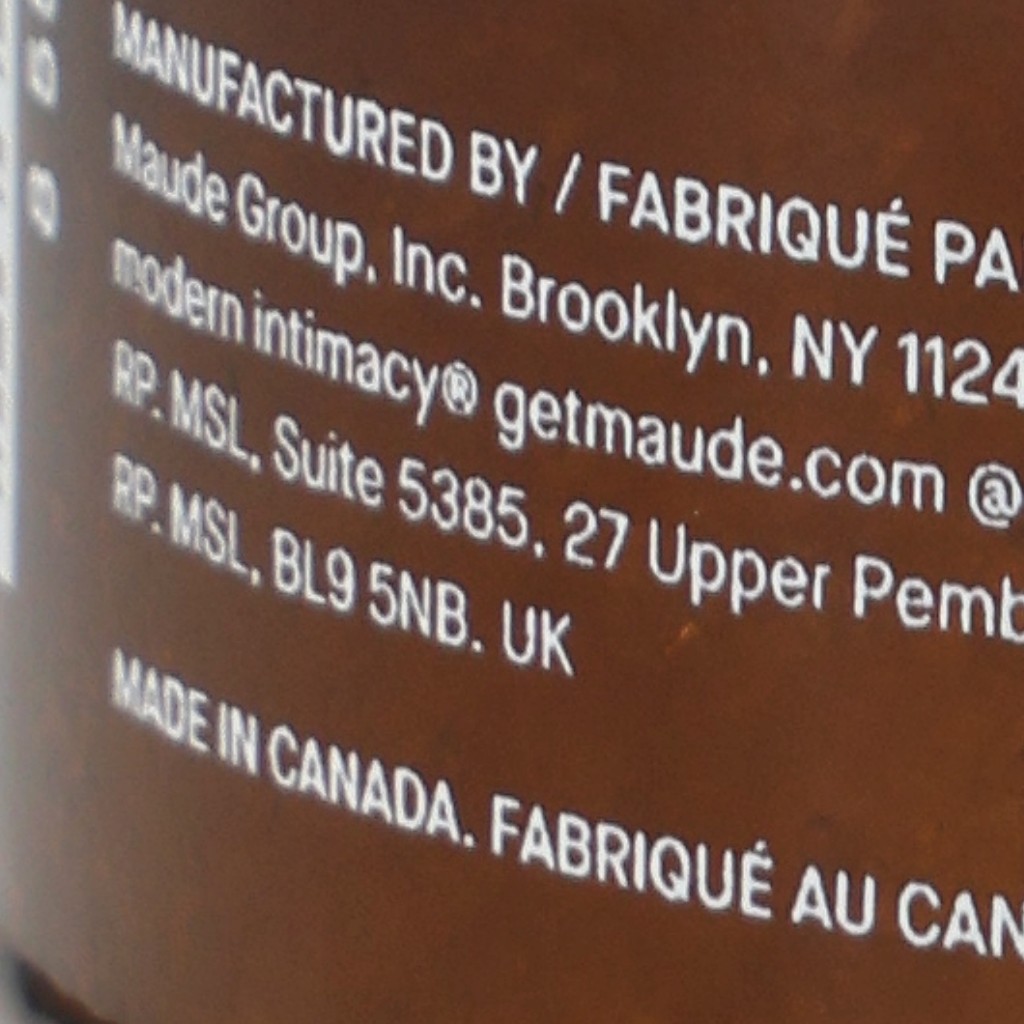 MANUFACTURED BY / FABRIQUÉ PA
Maude Group, Inc. Brooklyn, NY 1124
modern intimacy® getmaude.com @
RP. MSL, Suite 5385, 27 Upper Pemb
RP. MSL, BL9 5NB. UK
MADE IN CANADA. FABRIQUÉ AU CAN